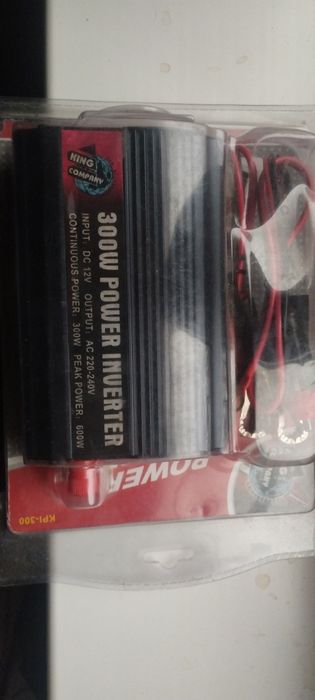 KING
COMPANY
300W POWER INVERTER
INPUT: DC 12V OUTPUT: AC 220-240V
CONTINUOUS POWER: 300W PEAK POWER: 600W
POWER
KPI-300